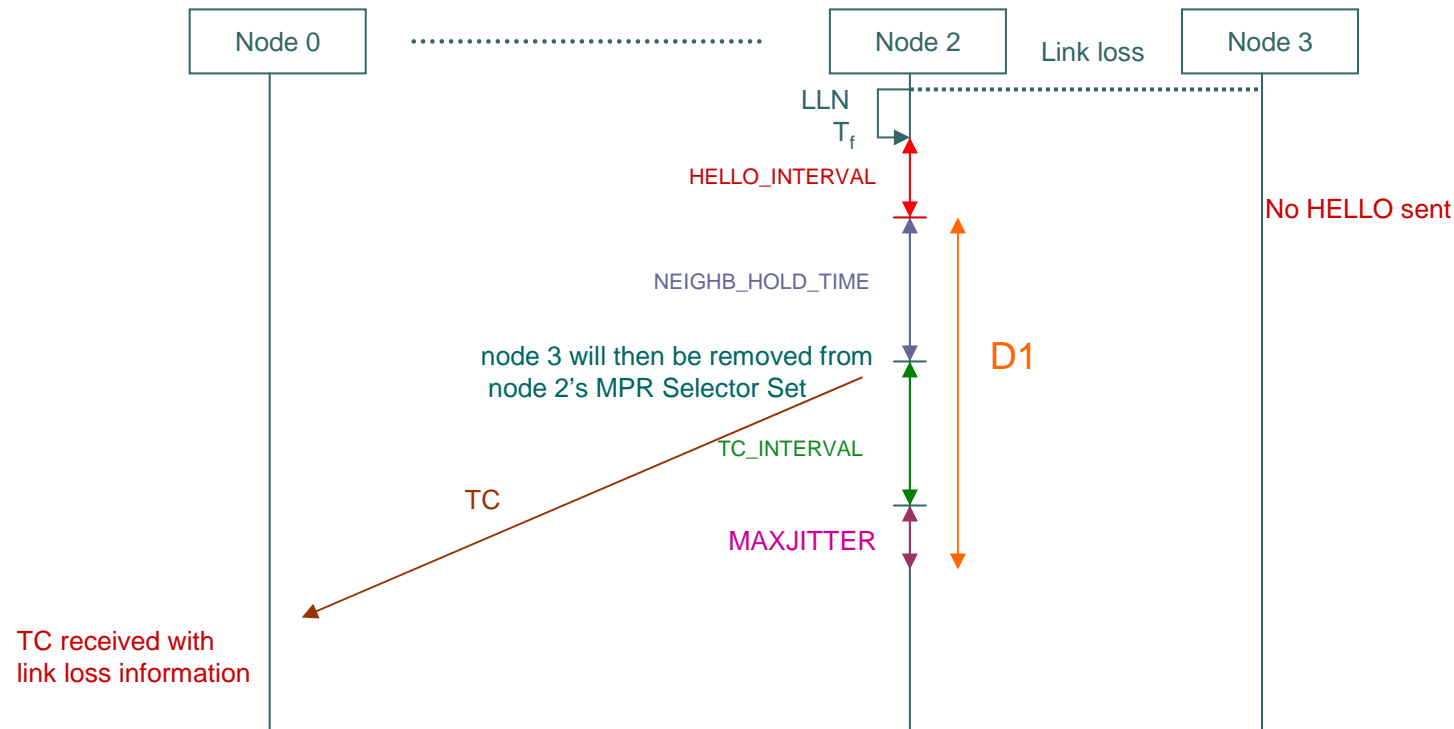 Node 0
Node 2
Node 3
Link loss
LLN
Tf
HELLO_INTERVAL
No HELLO sent
NEIGHB_HOLD_TIME
node 3 will then be removed from
node 2's MPR Selector Set
D1
TC_INTERVAL
TC
MAXJITTER
TC received with
link loss information